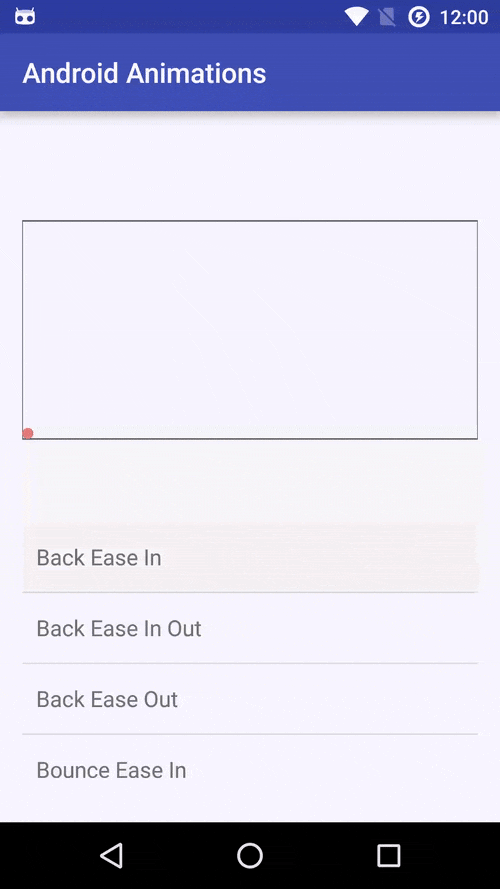 12:00
Android Animations
Back Ease In
Back Ease In Out
Back Ease Out
Bounce Ease In